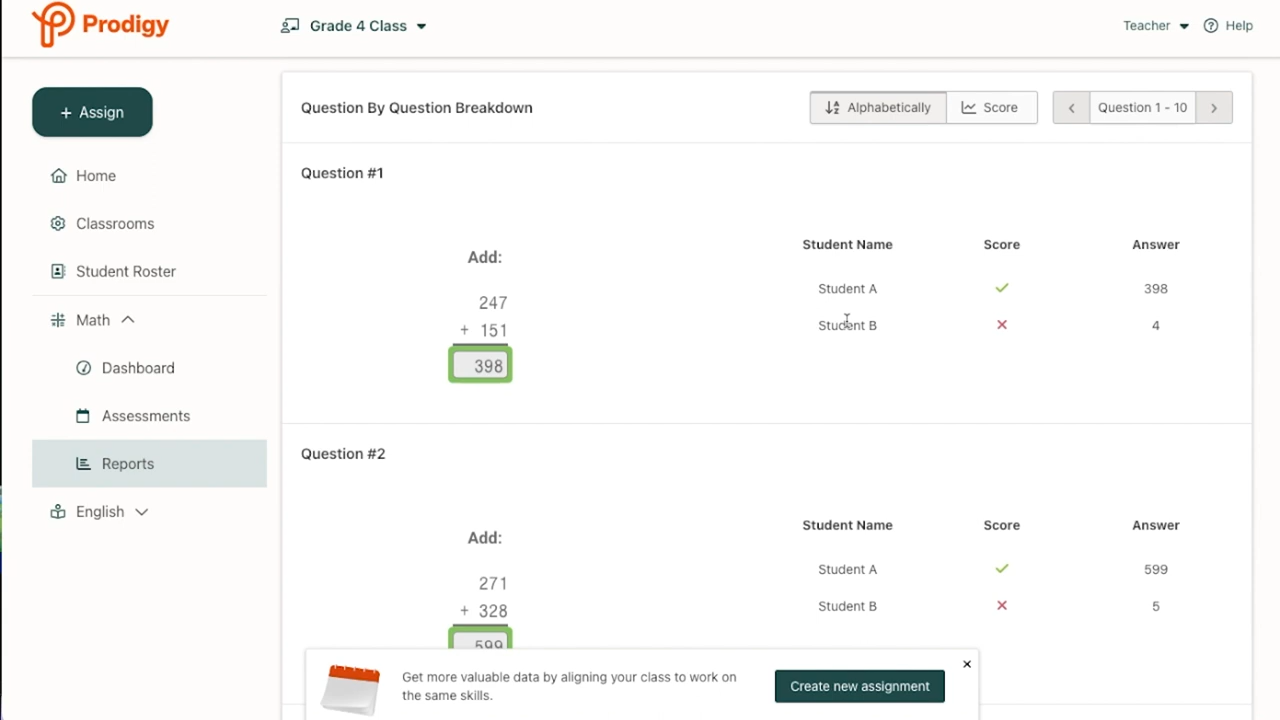 Prodigy
Grade 4 Class
Teacher
Help
+ Assign
Home
Classrooms
Student Roster
Math
Dashboard
Assessments
Reports
English
Question By Question Breakdown
Alphabetically
Score
Question 1 - 10
Question #1
Add:
247
+ 151
398
Student Name Score Answer
Student A 398
Student B 4
Question #2
Add:
271
+ 328
599
Student Name Score Answer
Student A 599
Student B 5
Get more valuable data by aligning your class to work on
the same skills.
Create new assignment